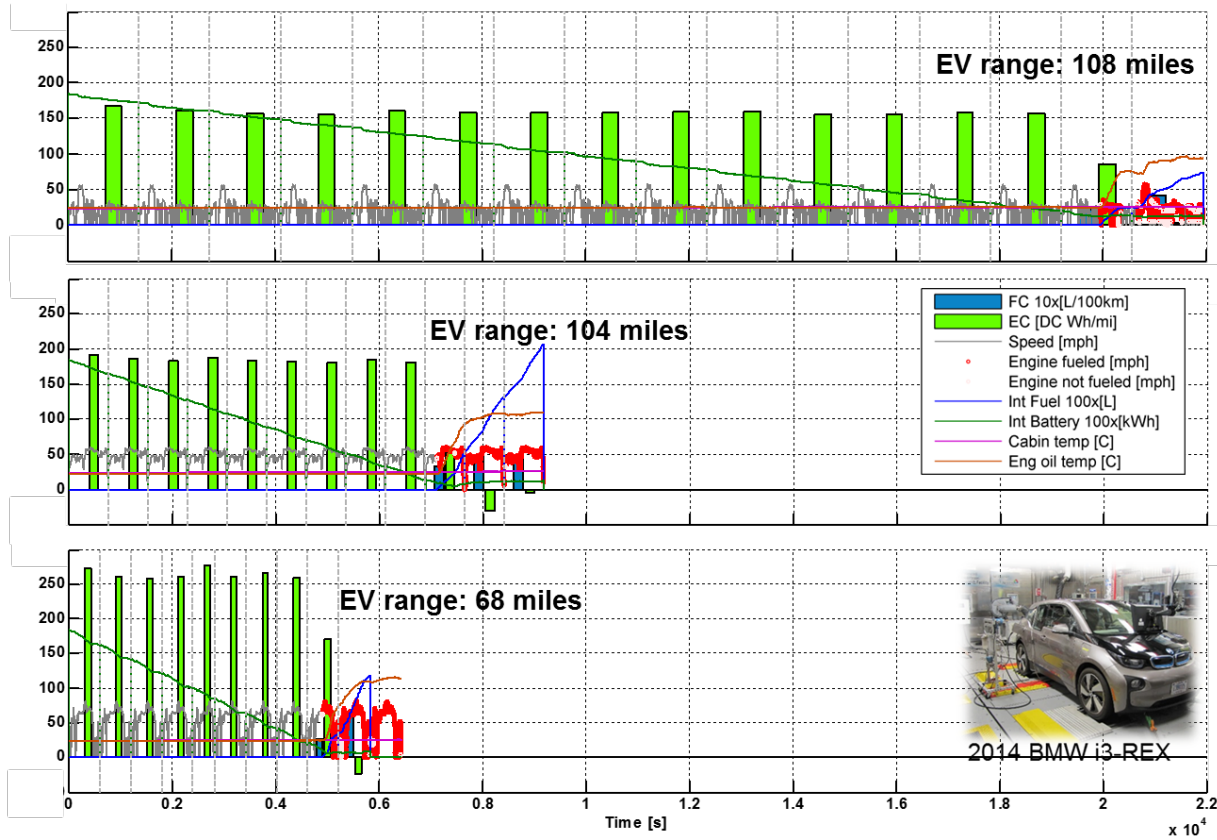 250
200
150
100
50
0
EV range: 108 miles
250
200
150
100
50
0
EV range: 104 miles
FC 10x[L/100km]
EC [DC Wh/mi]
Speed [mph]
Engine fueled [mph]
Engine not fueled [mph]
Int Fuel 100x[L]
Int Battery 100x[kWh]
Cabin temp [C]
Eng oil temp [C]
250
200
150
100
50
0
EV range: 68 miles
2014 BMW i3-REX
0 0.2 0.4 0.6 0.8 1 1.2 1.4 1.6 1.8 20 2.2
Time [s]
x 10⁴